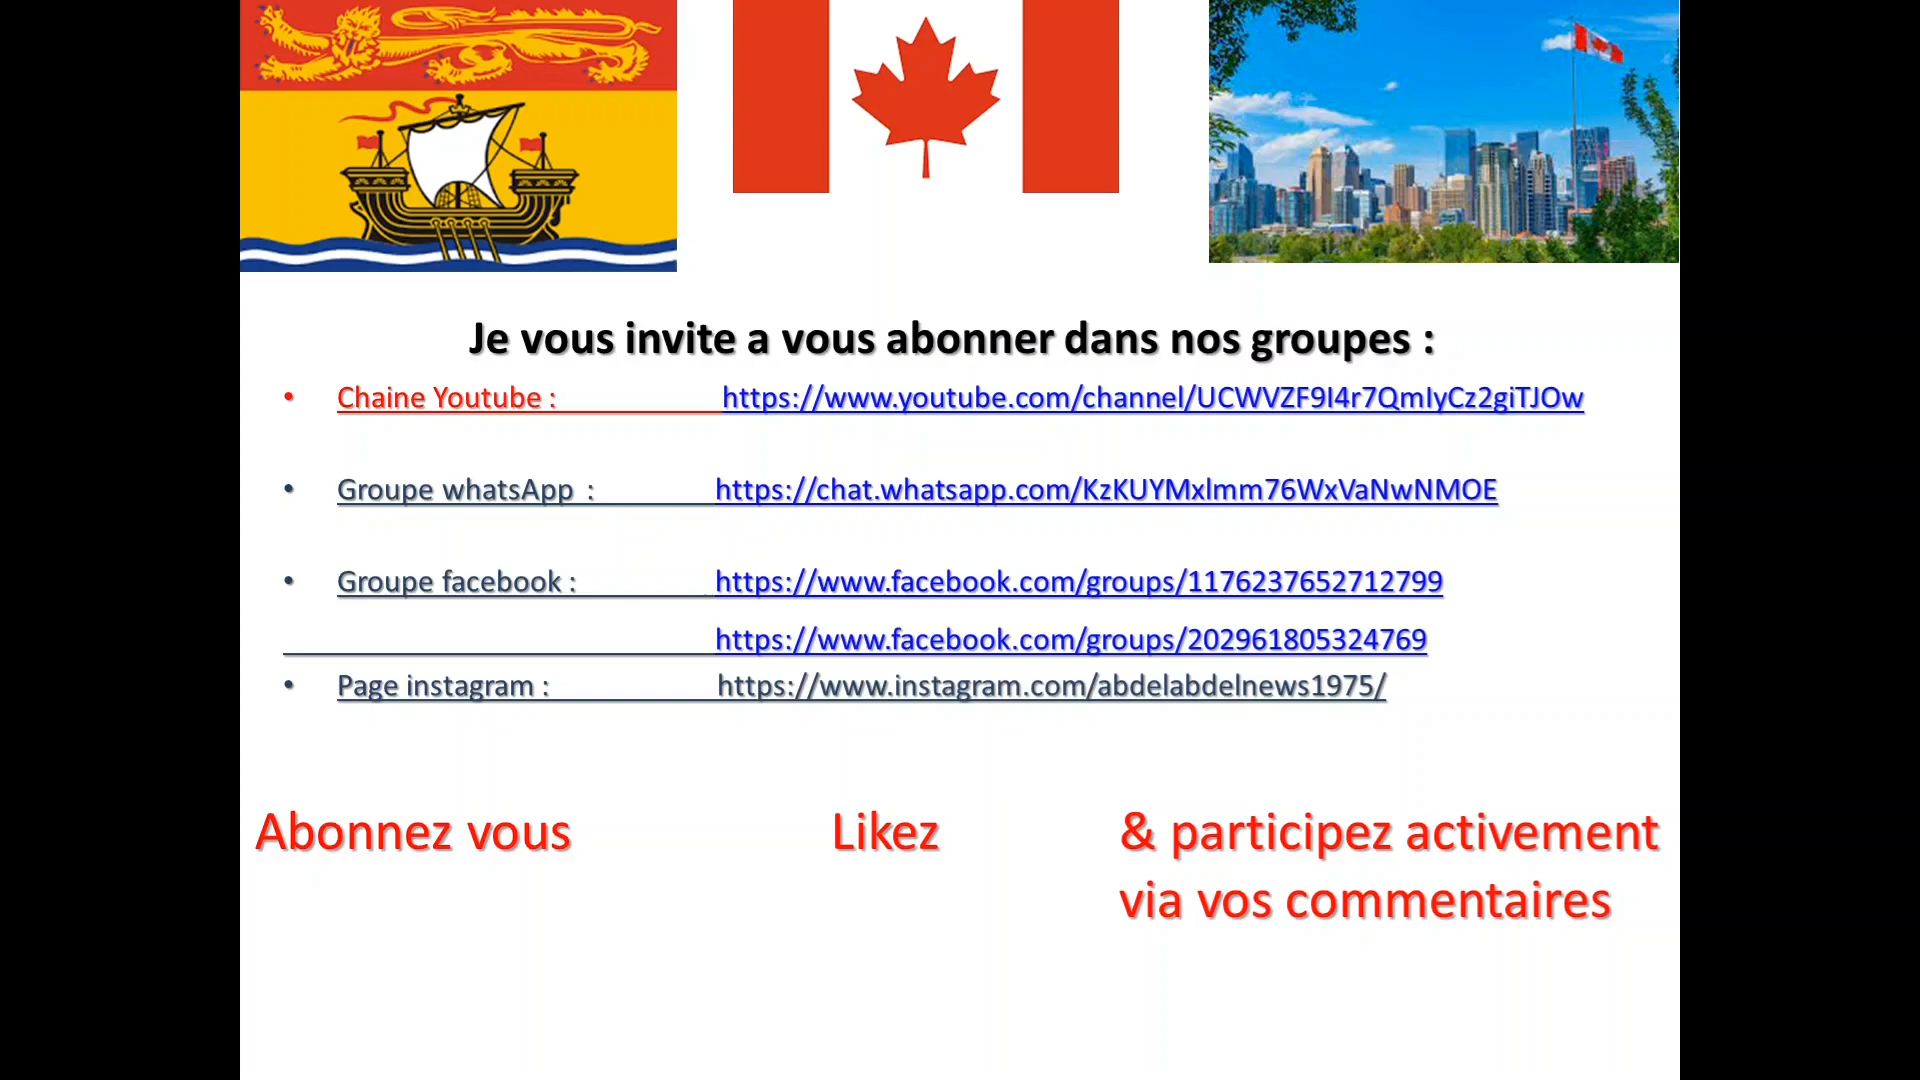 Je vous invite a vous abonner dans nos groupes :
• Chaine Youtube : https://www.youtube.com/channel/UCWVZF9I4r7QmIyCz2giTJOw
• Groupe whatsApp : https://chat.whatsapp.com/KzKUYMxlmm76WxVaNwNMOE
• Groupe facebook : https://www.facebook.com/groups/1176237652712799
https://www.facebook.com/groups/202961805324769
• Page instagram : https://www.instagram.com/abdelabdelnews1975/
Abonnez vous Likez & participez activement
via vos commentaires